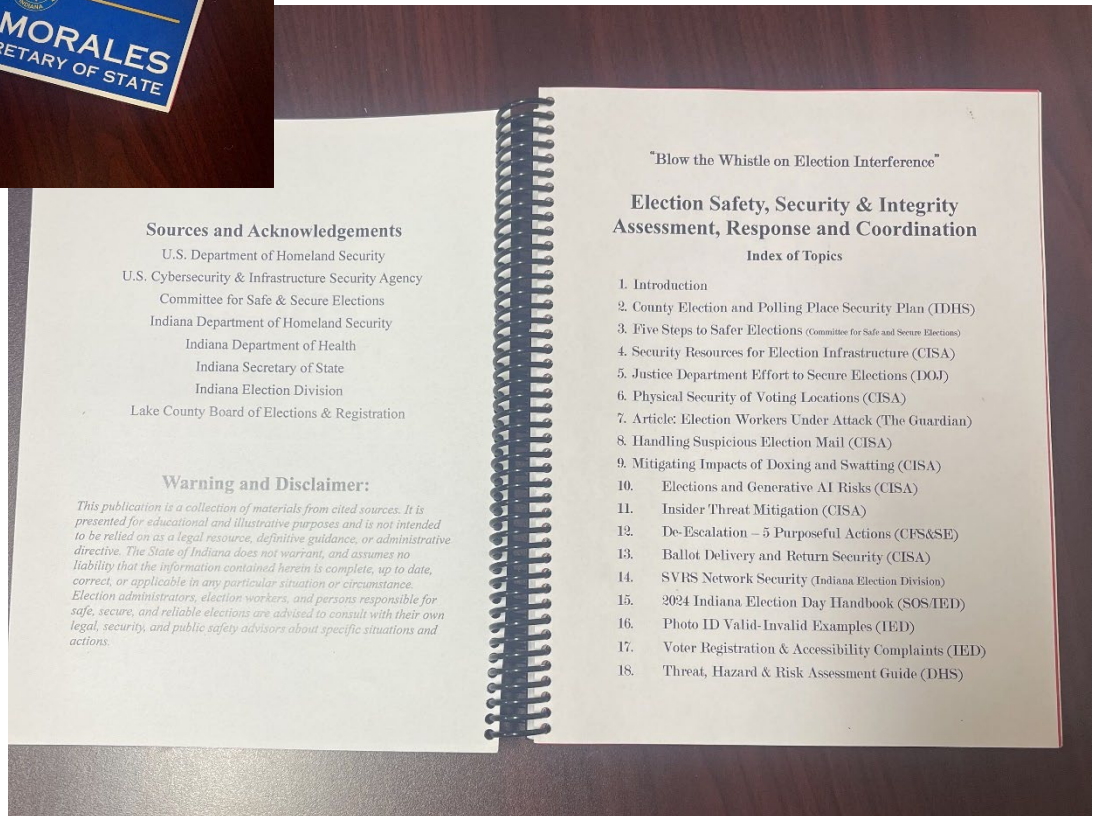 INDIANA
MORALES
RETARY OF STATE
Sources and Acknowledgements
U.S. Department of Homeland Security
U.S. Cybersecurity & Infrastructure Security Agency
Committee for Safe & Secure Elections
Indiana Department of Homeland Security
Indiana Department of Health
Indiana Secretary of State
Indiana Election Division
Lake County Board of Elections & Registration
Warning and Disclaimer:
This publication is a collection of materials from cited sources. It is
presented for educational and illustrative purposes and is not intended
to be relied on as a legal resource, definitive guidance, or administrative
directive. The State of Indiana does not warrant, and assumes no
liability that the information contained herein is complete, up to date,
correct, or applicable in any particular situation or circumstance.
Election administrators, election workers, and persons responsible for
safe, secure, and reliable elections are advised to consult with their own
legal, security, and public safety advisors about specific situations and
actions.
"Blow the Whistle on Election Interference"
Election Safety, Security & Integrity
Assessment, Response and Coordination
Index of Topics
1. Introduction
2. County Election and Polling Place Security Plan (IDHS)
3. Five Steps to Safer Elections (Committee for Safe and Secure Elections)
4. Security Resources for Election Infrastructure (CISA)
5. Justice Department Effort to Secure Elections (DOJ)
6. Physical Security of Voting Locations (CISA)
7. Article: Election Workers Under Attack (The Guardian)
8. Handling Suspicious Election Mail (CISA)
9. Mitigating Impacts of Doxing and Swatting (CISA)
10. Elections and Generative AI Risks (CISA)
11. Insider Threat Mitigation (CISA)
12. De-Escalation – 5 Purposeful Actions (CFS&SE)
13. Ballot Delivery and Return Security (CISA)
14. SVRS Network Security (Indiana Election Division)
15. 2024 Indiana Election Day Handbook (SOS/IED)
16. Photo ID Valid-Invalid Examples (IED)
17. Voter Registration & Accessibility Complaints (IED)
18. Threat, Hazard & Risk Assessment Guide (DHS)